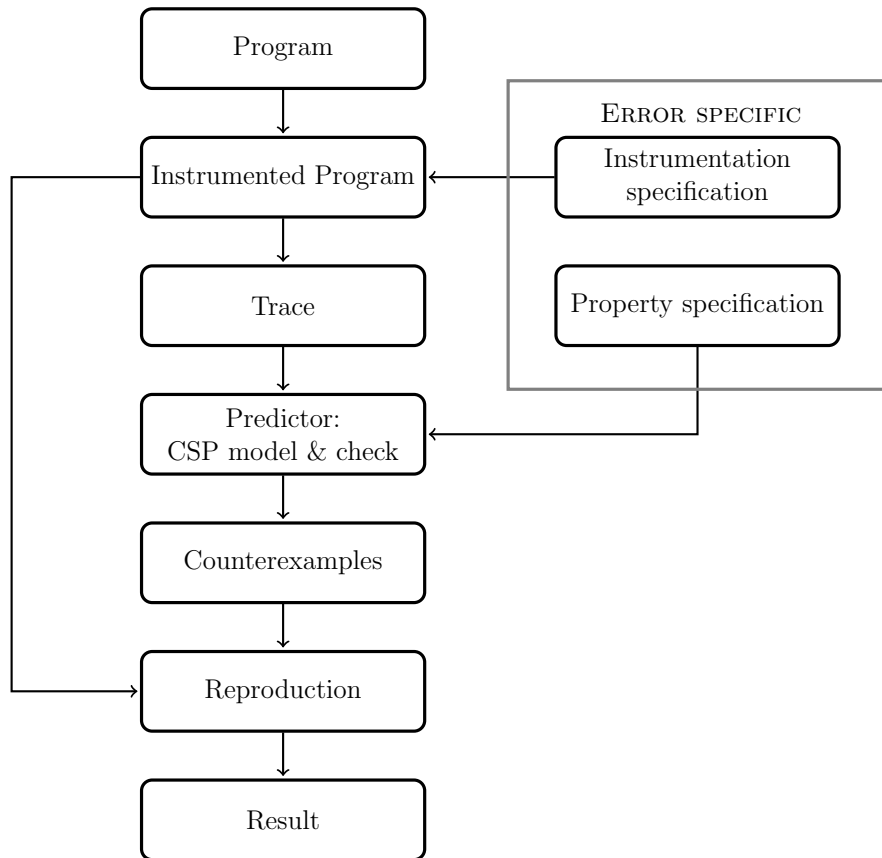 Program
ERROR SPECIFIC
Instrumented Program
Instrumentation
specification
Trace
Property specification
Predictor:
CSP model & check
Counterexamples
Reproduction
Result